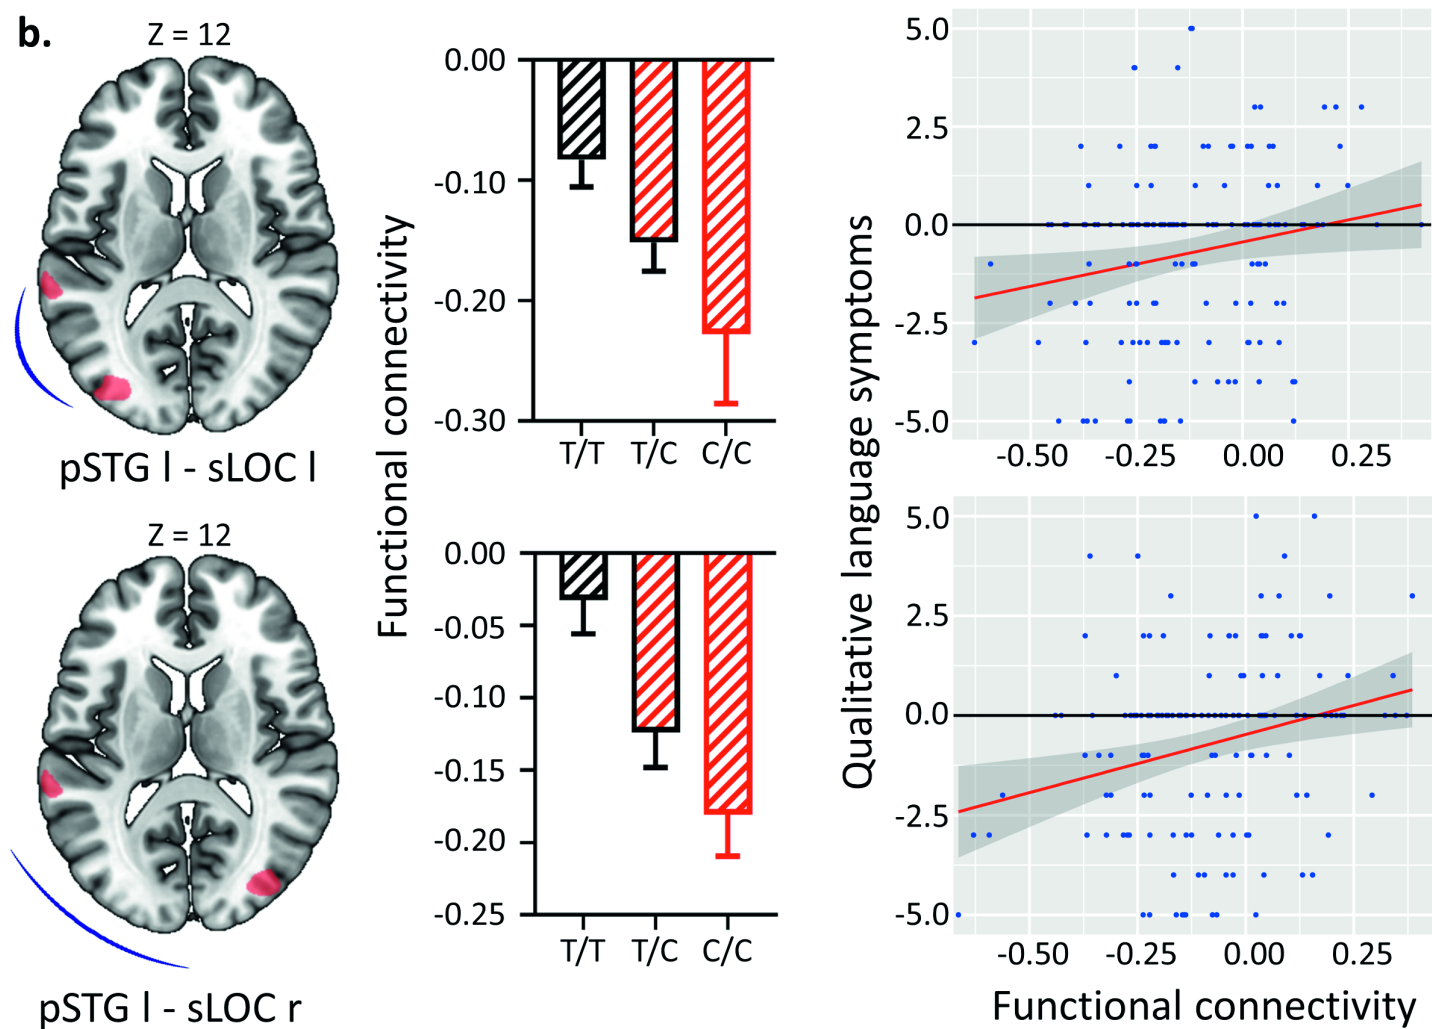 b.
Z = 12
pSTG l - sLOC l
Z = 12
pSTG l - sLOC r
Functional connectivity
0.00
-0.10
-0.20
-0.30
T/T T/C C/C
0.00
-0.05
-0.10
-0.15
-0.20
-0.25
T/T T/C C/C
Qualitative language symptoms
5.0
2.5
0.0
-2.5
-5.0
-0.50 -0.25 0.00 0.25
5.0
2.5
0.0
-2.5
-5.0
-0.50 -0.25 0.00 0.25
Functional connectivity